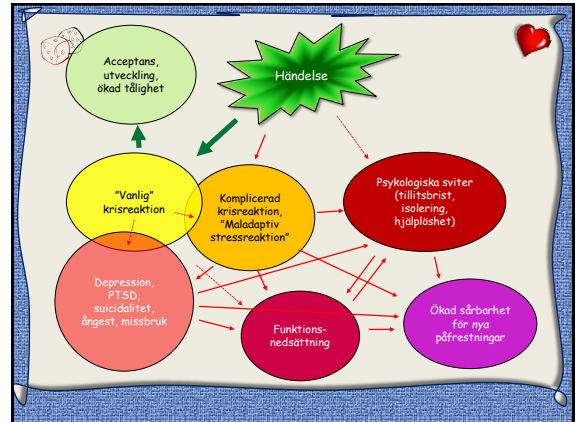 Acceptans,
utveckling,
ökad tålighet
Händelse
"Vanlig"
krisreaktion
Komplicerad
krisreaktion,
"Maladaptiv
stressreaktion"
Psykologiska sviter
(tillitsbrist,
isolering,
hjälplöshet)
Depression,
PTSD,
suicidalitet,
ångest, missbruk
Funktions-
nedsättning
Ökad sårbarhet
för nya
påfrestningar